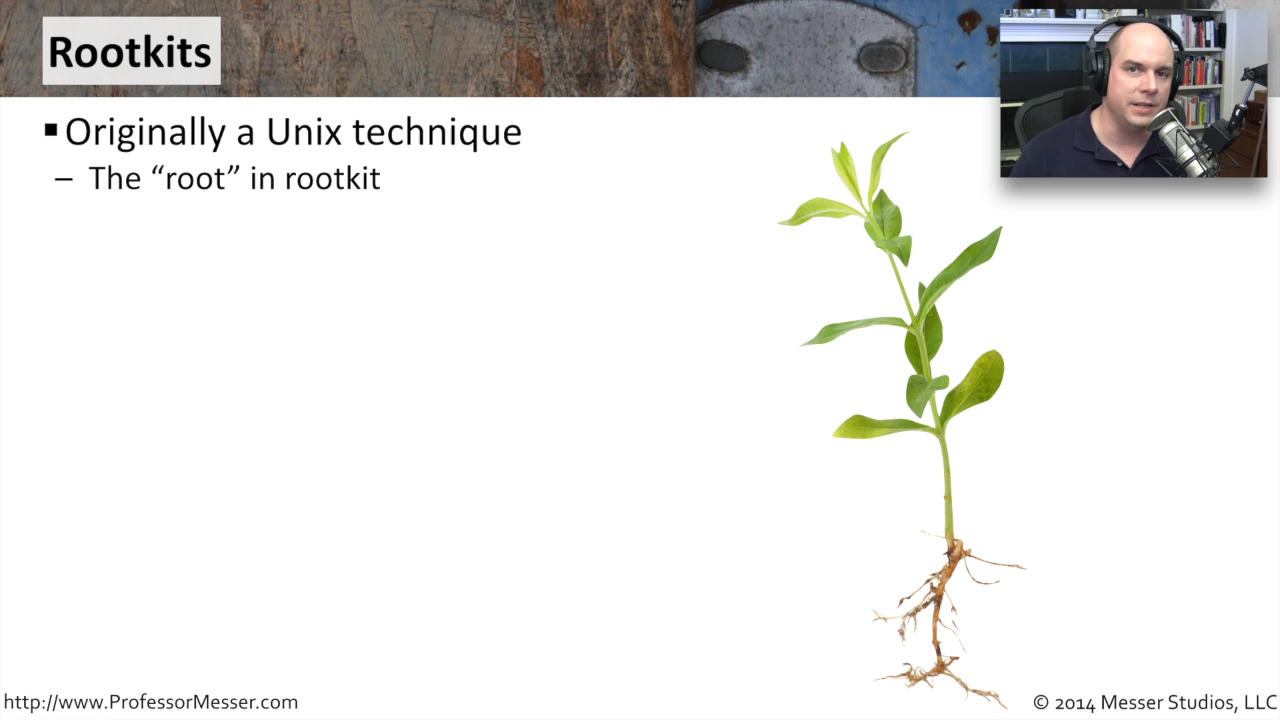 Rootkits
▪ Originally a Unix technique
– The “root” in rootkit
http://www.ProfessorMesser.com
© 2014 Messer Studios, LLC